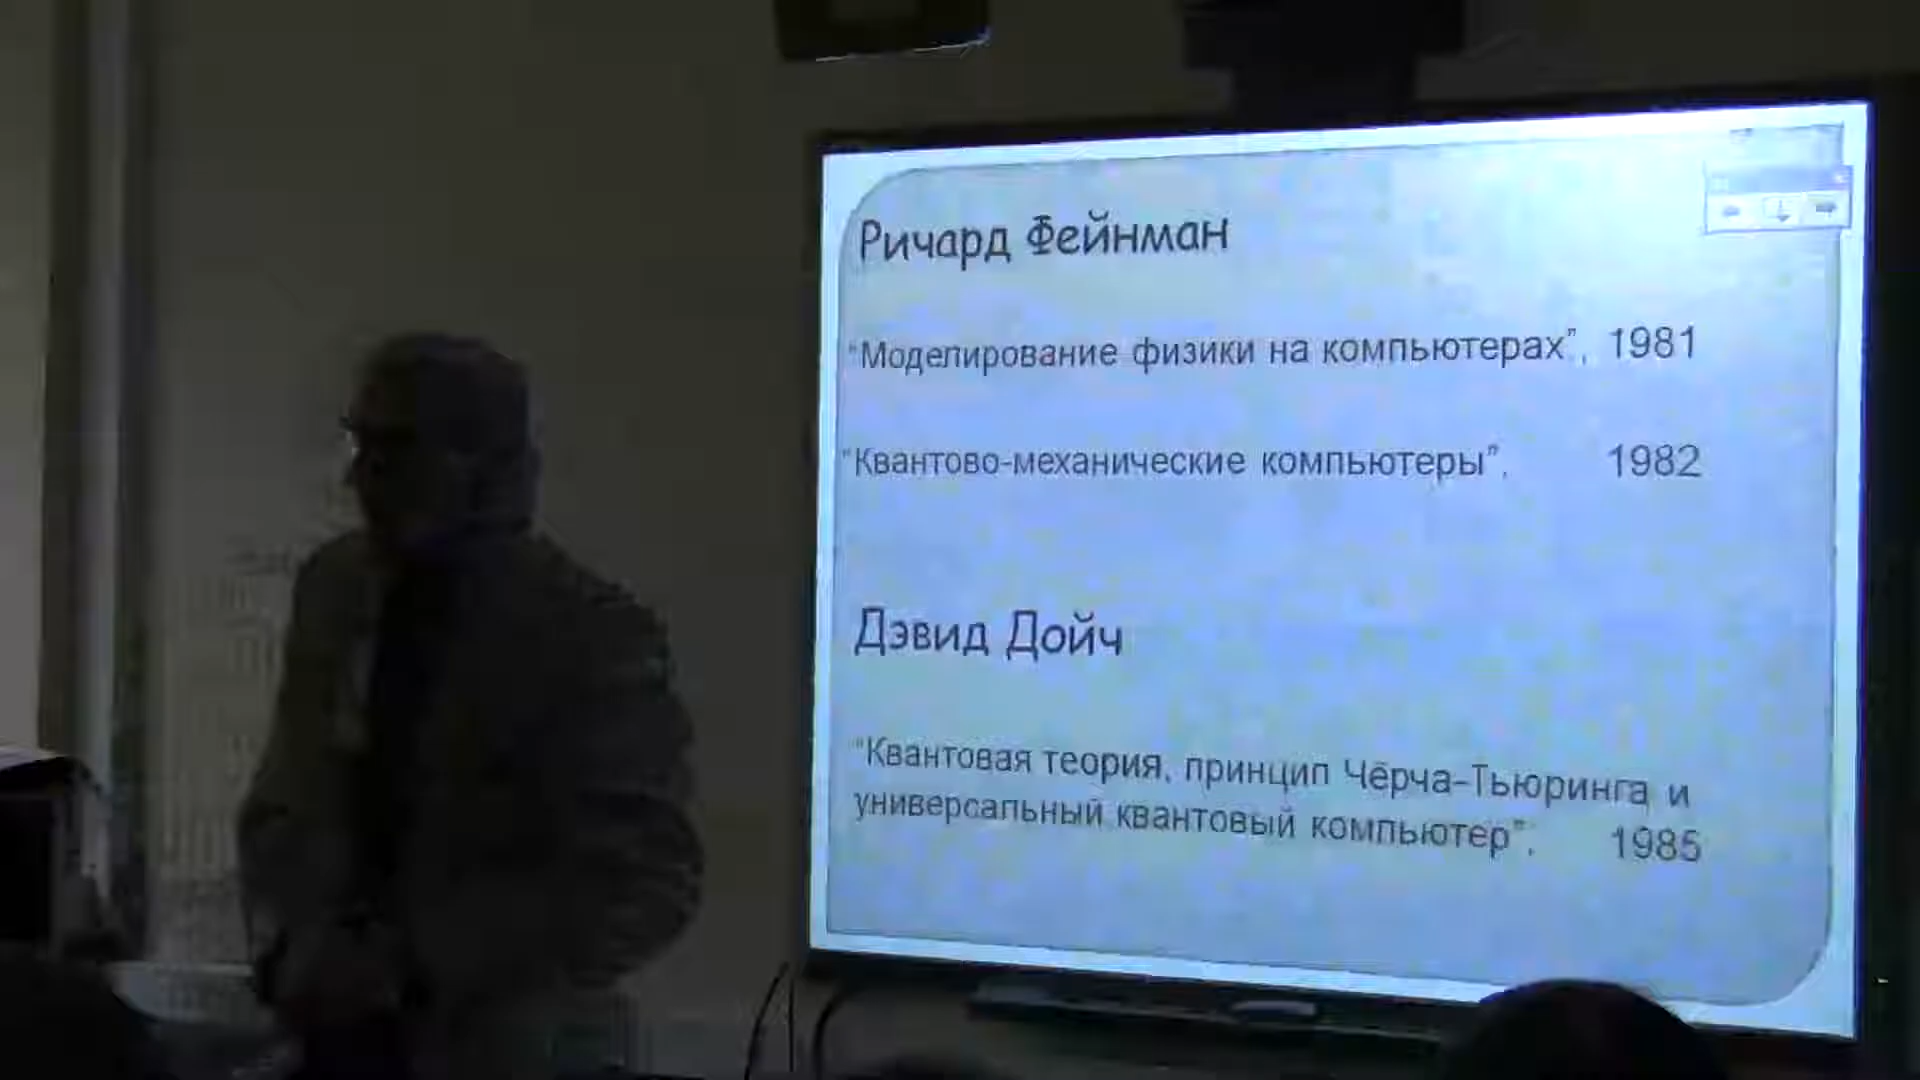 Ричард Фейнман
“Моделирование физики на компьютерах”, 1981
“Квантово-механические компьютеры”, 1982
Дэвид Дойч
“Квантовая теория, принцип Чёрча-Тьюринга и
универсальный квантовый компьютер”, 1985